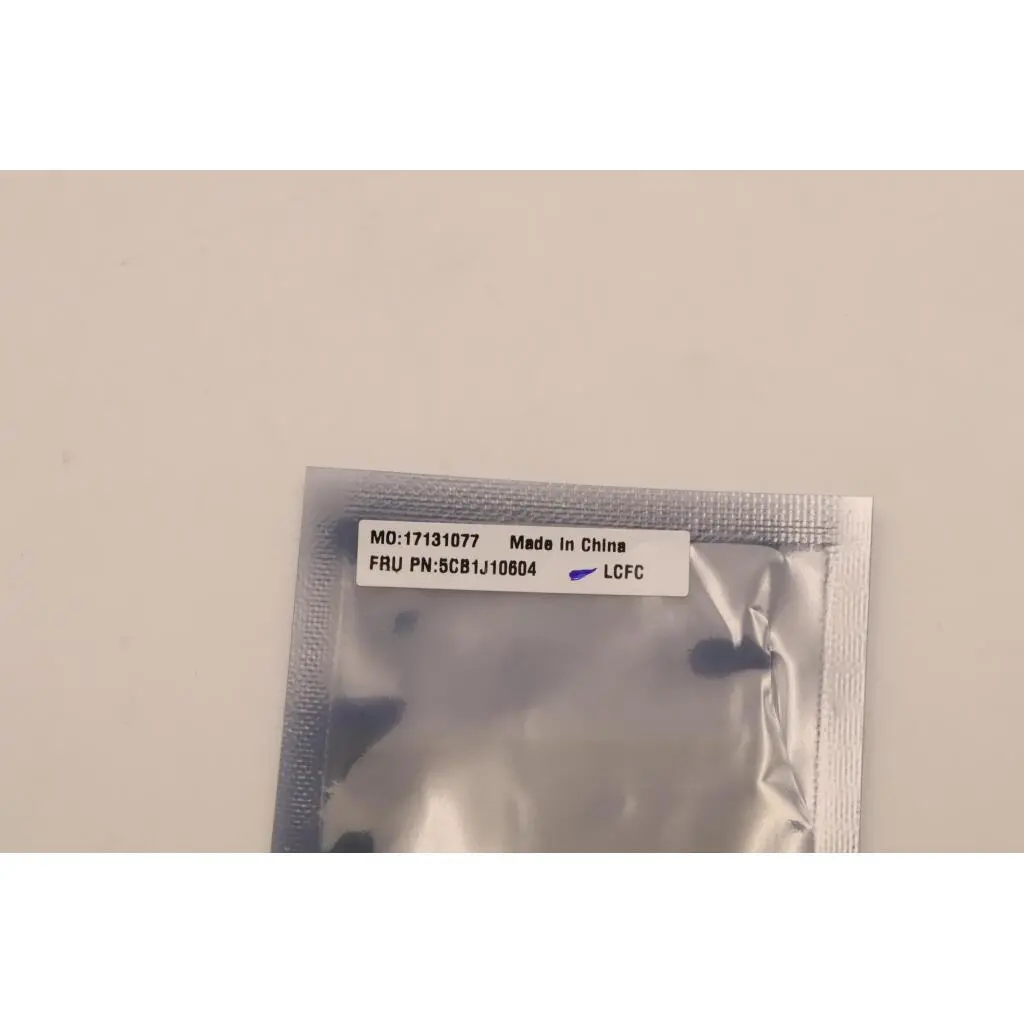 MO:17131077 Made In China
FRU PN:5CB1J10604 LCFC